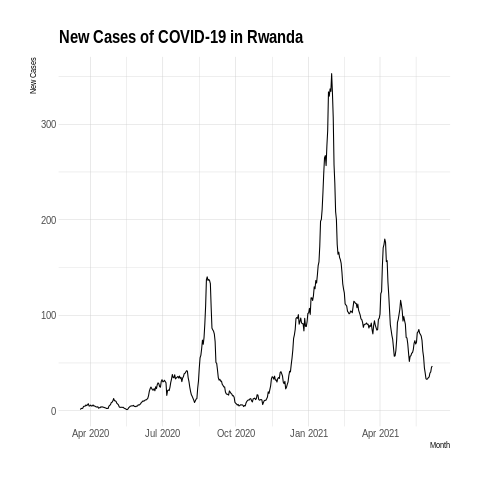 New Cases of COVID-19 in Rwanda
New Cases
300
200
100
0
Apr 2020 Jul 2020 Oct 2020 Jan 2021 Apr 2021
Month